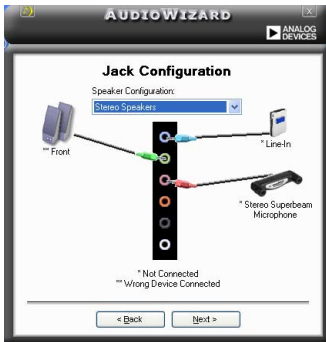 AUDIOWIZARD
ANALOG
DEVICES
Jack Configuration
Speaker Configuration:
Stereo Speakers
** Front
* Line-In
* Stereo Superbeam
Microphone
* Not Connected
** Wrong Device Connected
< Back
Next >